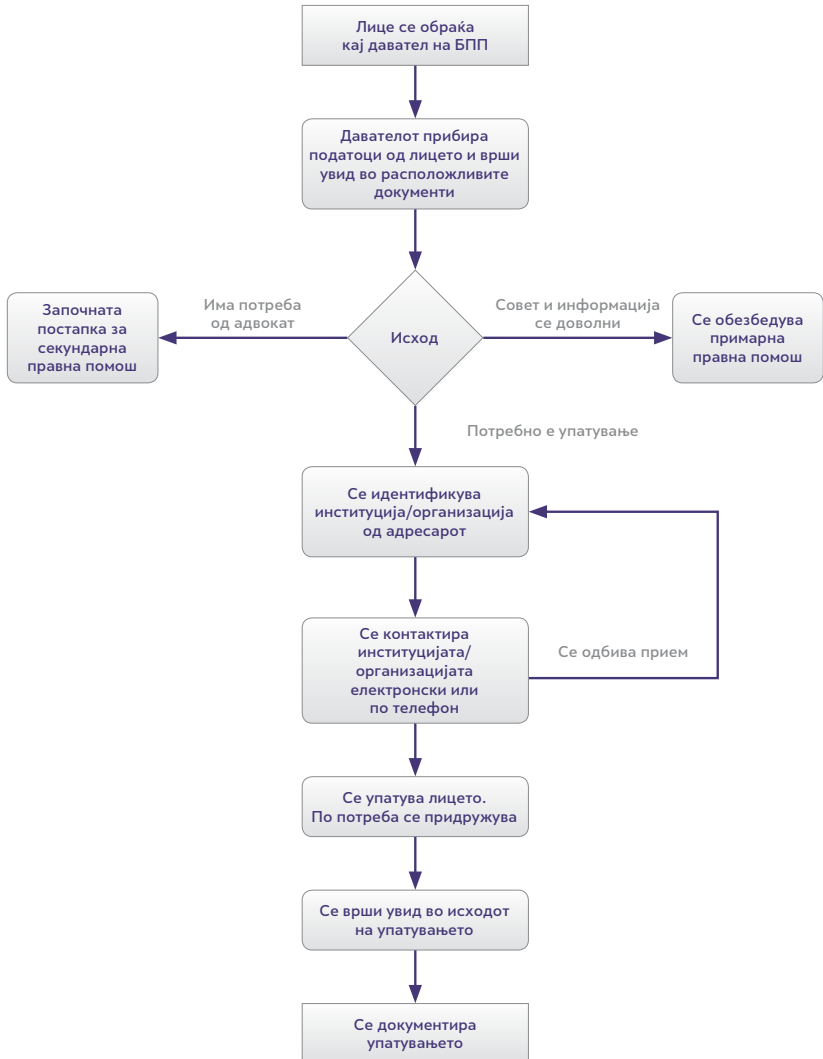 Лице се обраќа
кај давател на БПП
Давателот прибира
податоци од лицето и врши
увид во расположливите
документи
Има потреба
од адвокат
Совет и информација
се доволни
Започната
постапка за
секундарна
правна помош
Исход
Се обезбедува
примарна
правна помош
Потребно е упатување
Се идентификува
институција/организација
од адресарот
Се контактира
институцијата/
организацијата
електронски или
по телефон
Се одбива прием
Се упатува лицето.
По потреба се придружува
Се врши увид во исходот
на упатувањето
Се документира
упатувањето